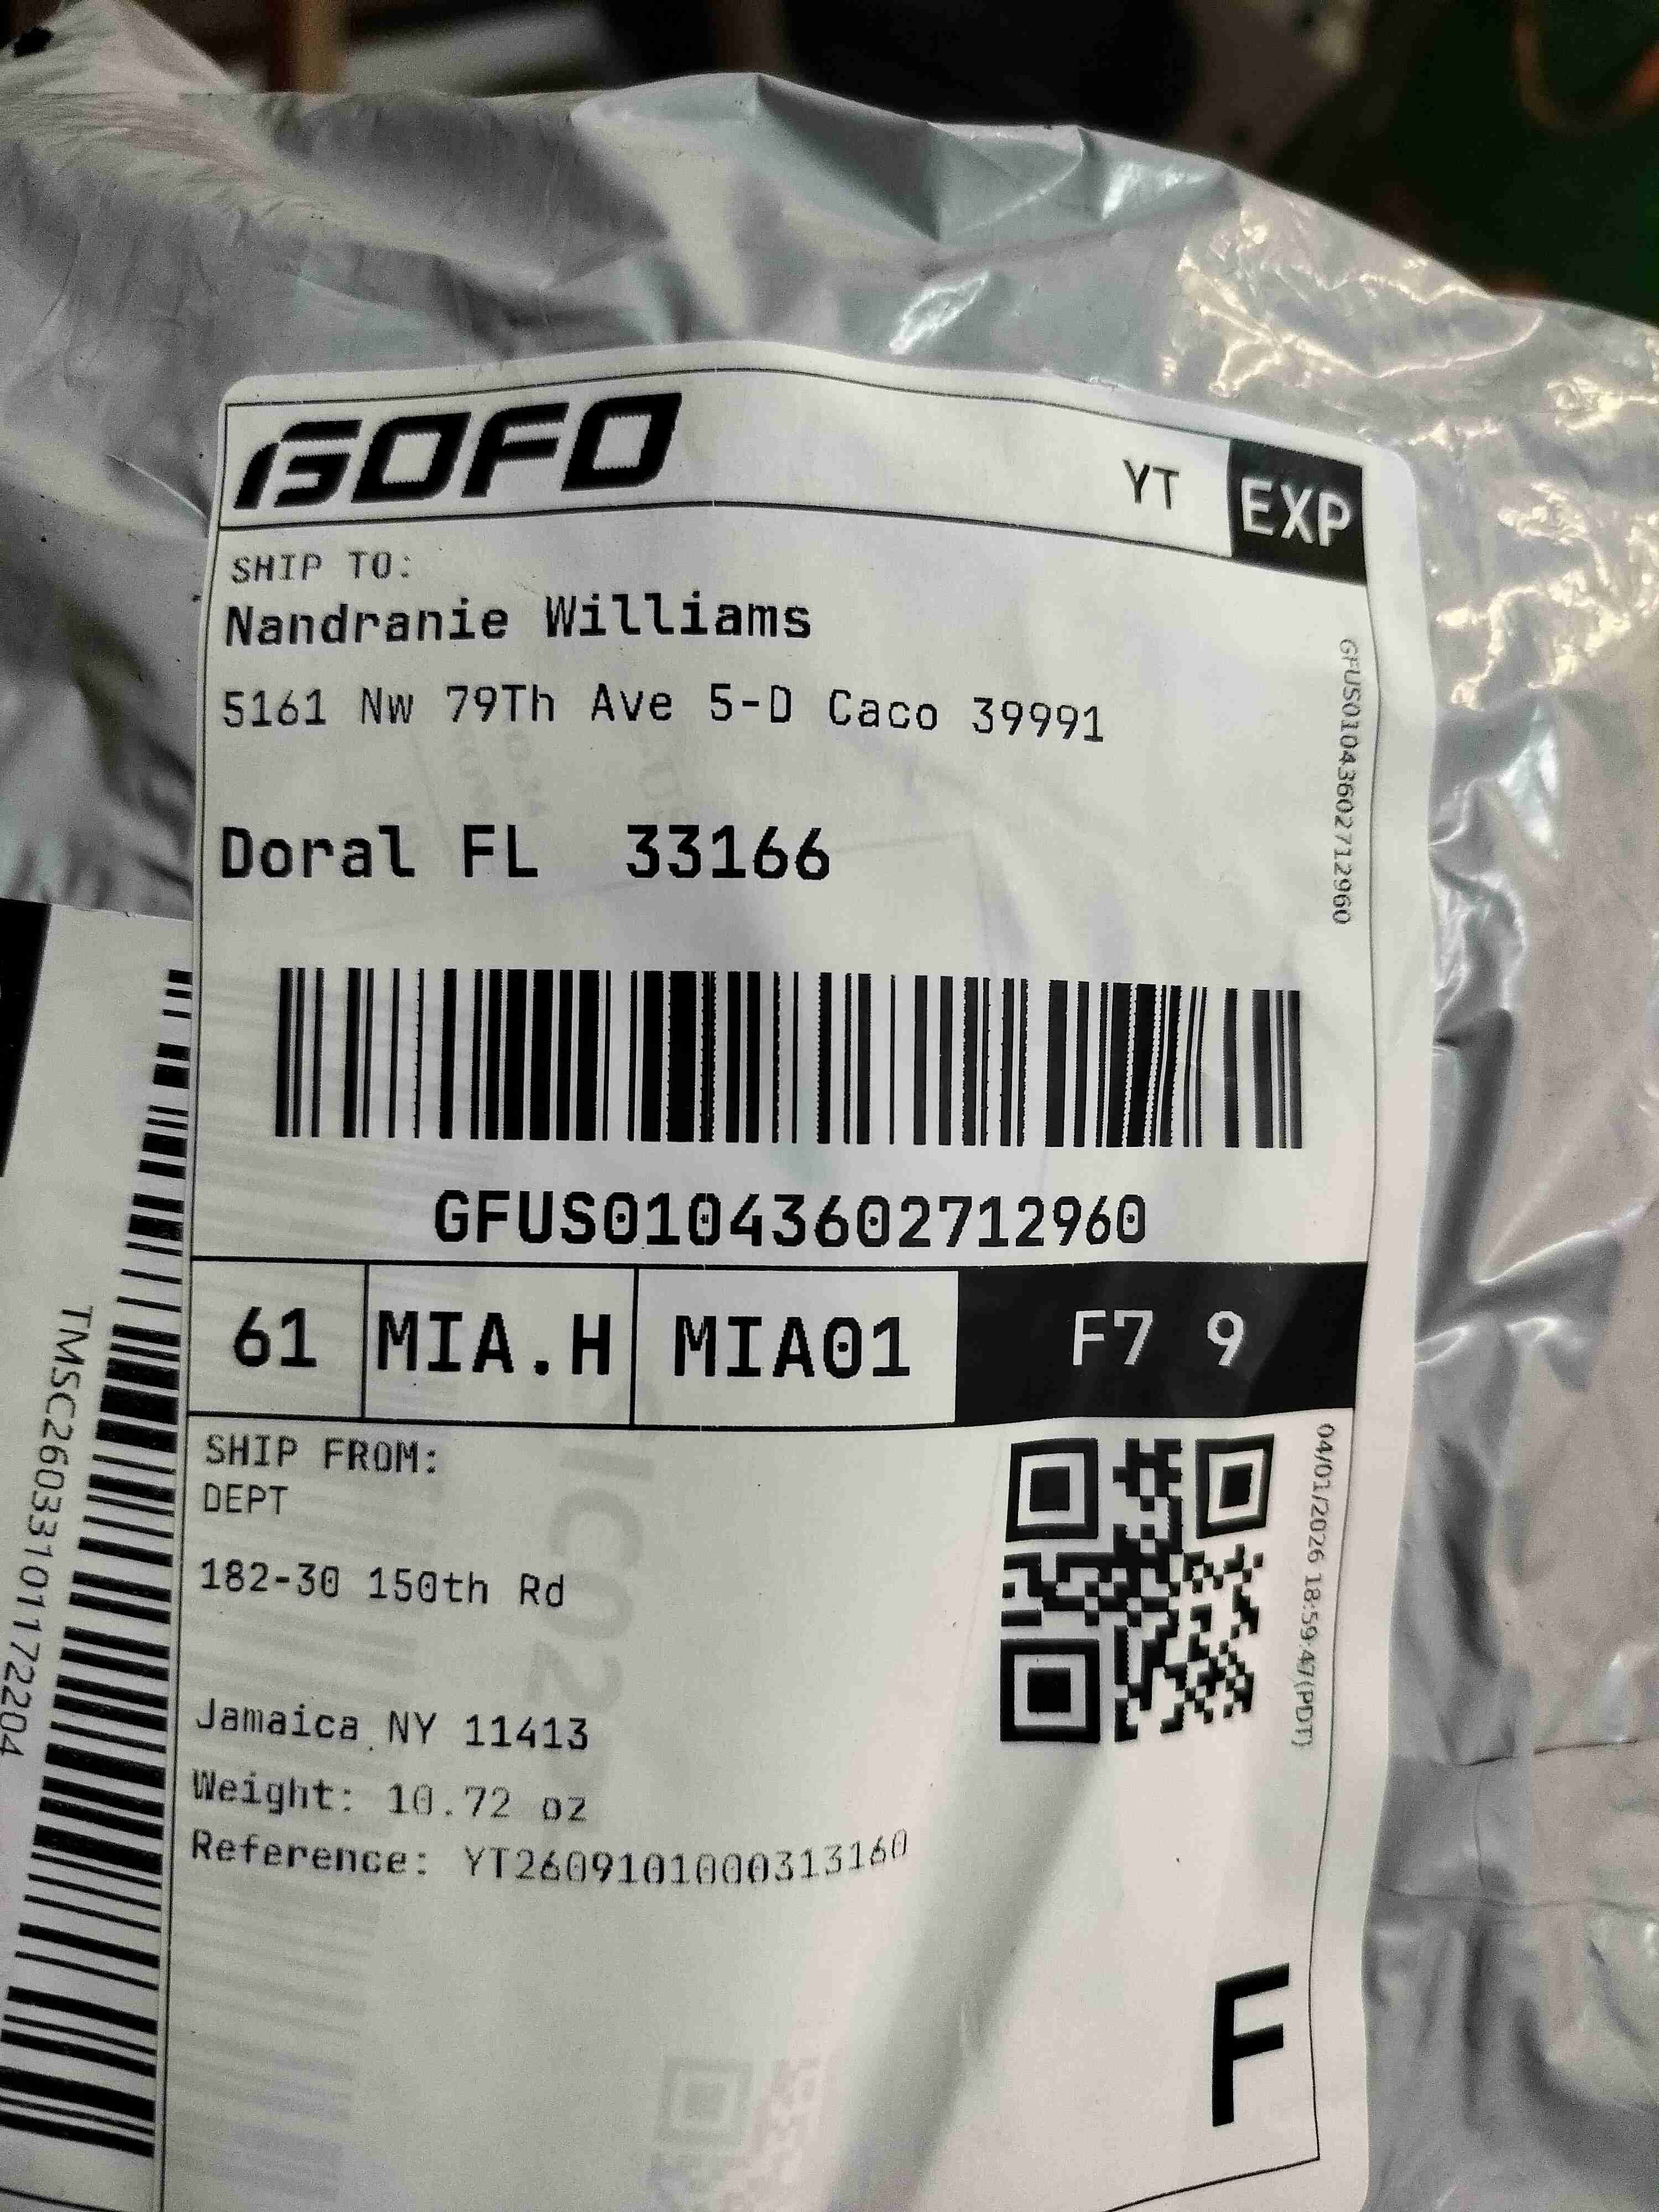 GOFO
YT
EXP
SHIP TO:
Nandranie Williams
5161 Nw 79Th Ave 5-D Caco 39991
Doral FL 33166
GFUS01043602712960
GFUS01043602712960
61
MIA.H
MIA01
F7 9
SHIP FROM:
DEPT
182-30 150th Rd
Jamaica NY 11413
Weight: 10.72 oz
Reference: YT2609101000313160
04/01/2026 18:59:47(PDT)
F
TMSC26033101172204